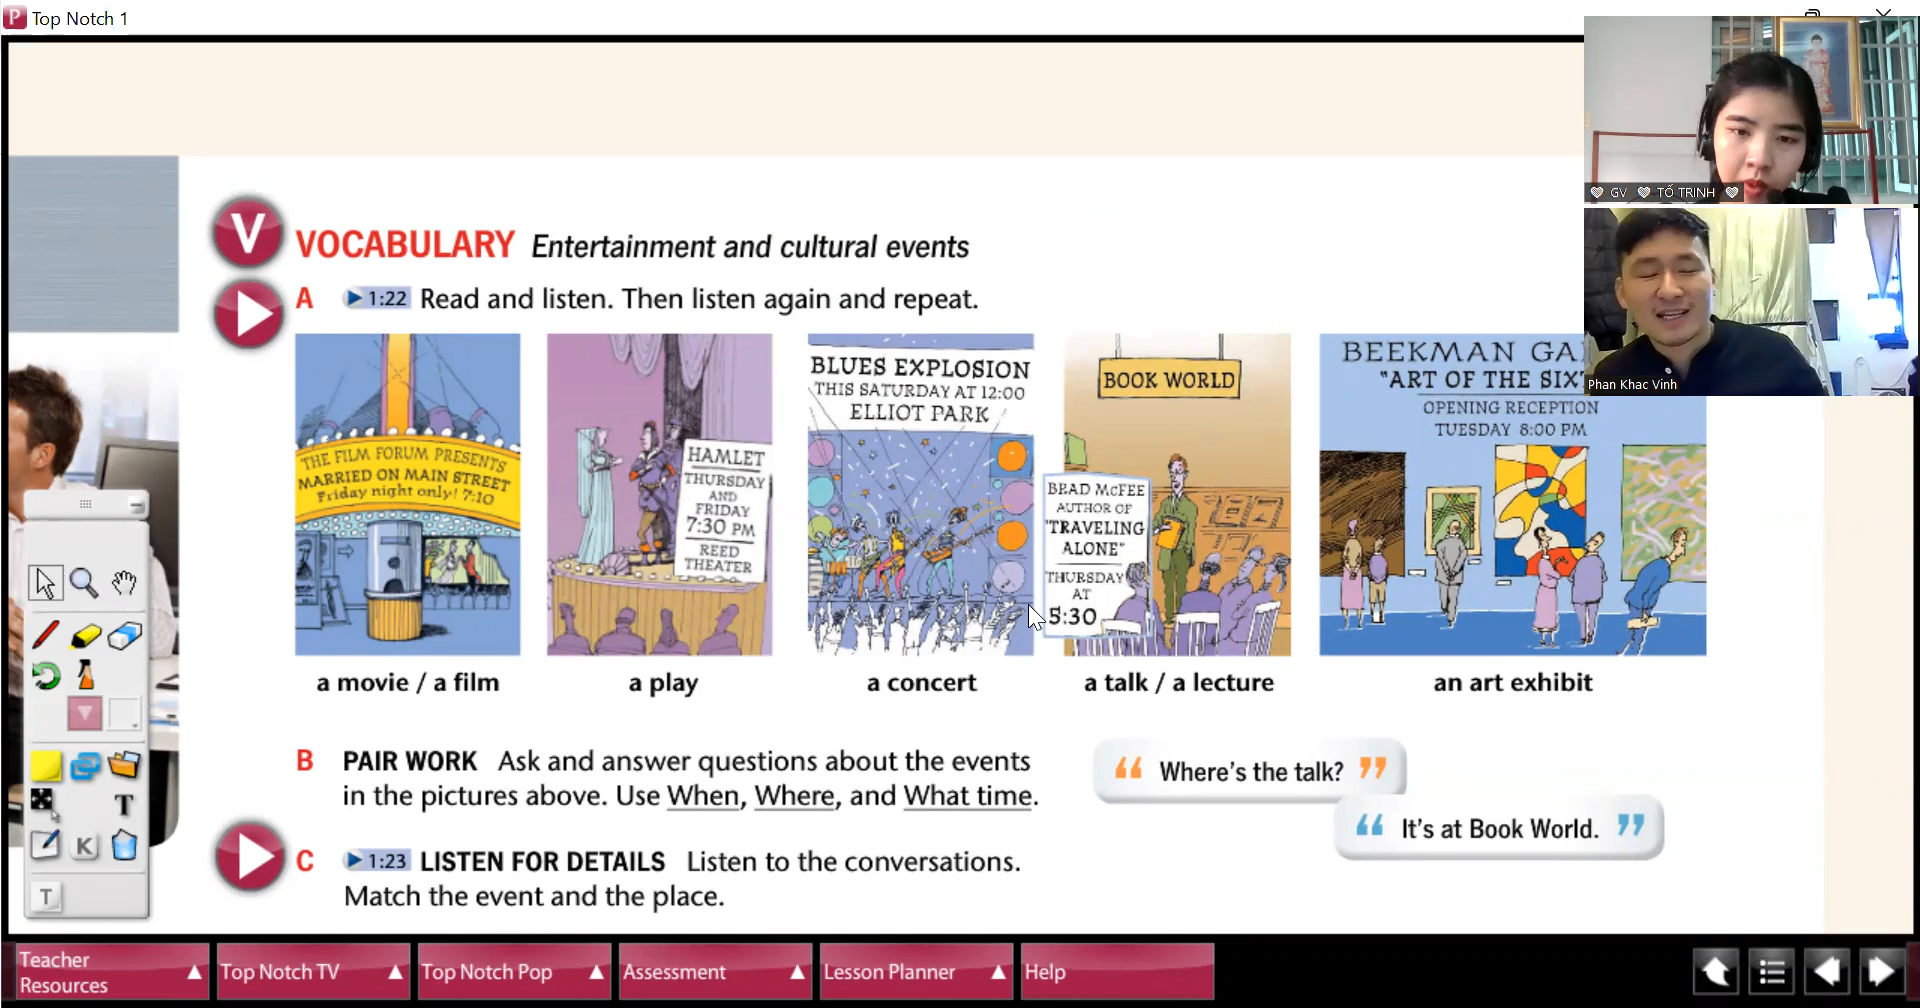 Top Notch 1
GV TỐ TRINH
Phan Khac Vinh
V VOCABULARY Entertainment and cultural events
A 1:22 Read and listen. Then listen again and repeat.
THE FILM FORUM PRESENTS
MARRIED ON MAIN STREET
Friday night only! 7:10
HAMLET
THURSDAY
AND
FRIDAY
7:30 PM
REED
THEATER
BLUES EXPLOSION
THIS SATURDAY AT 12:00
ELLIOT PARK
BOOK WORLD
BRAD McFEE
AUTHOR OF
"TRAVELING
ALONE"
THURSDAY
AT
5:30
BEEKMAN
"ART OF THE
OPENING RECEPTION
TUESDAY 8:00 PM
a movie / a film
a play
a concert
a talk / a lecture
an art exhibit
B PAIR WORK Ask and answer questions about the events
in the pictures above. Use When, Where, and What time.
“ Where’s the talk? ”
“ It’s at Book World. ”
C 1:23 LISTEN FOR DETAILS Listen to the conversations.
Match the event and the place.
T
K
T
Teacher
Resources
Top Notch TV
Top Notch Pop
Assessment
Lesson Planner
Help